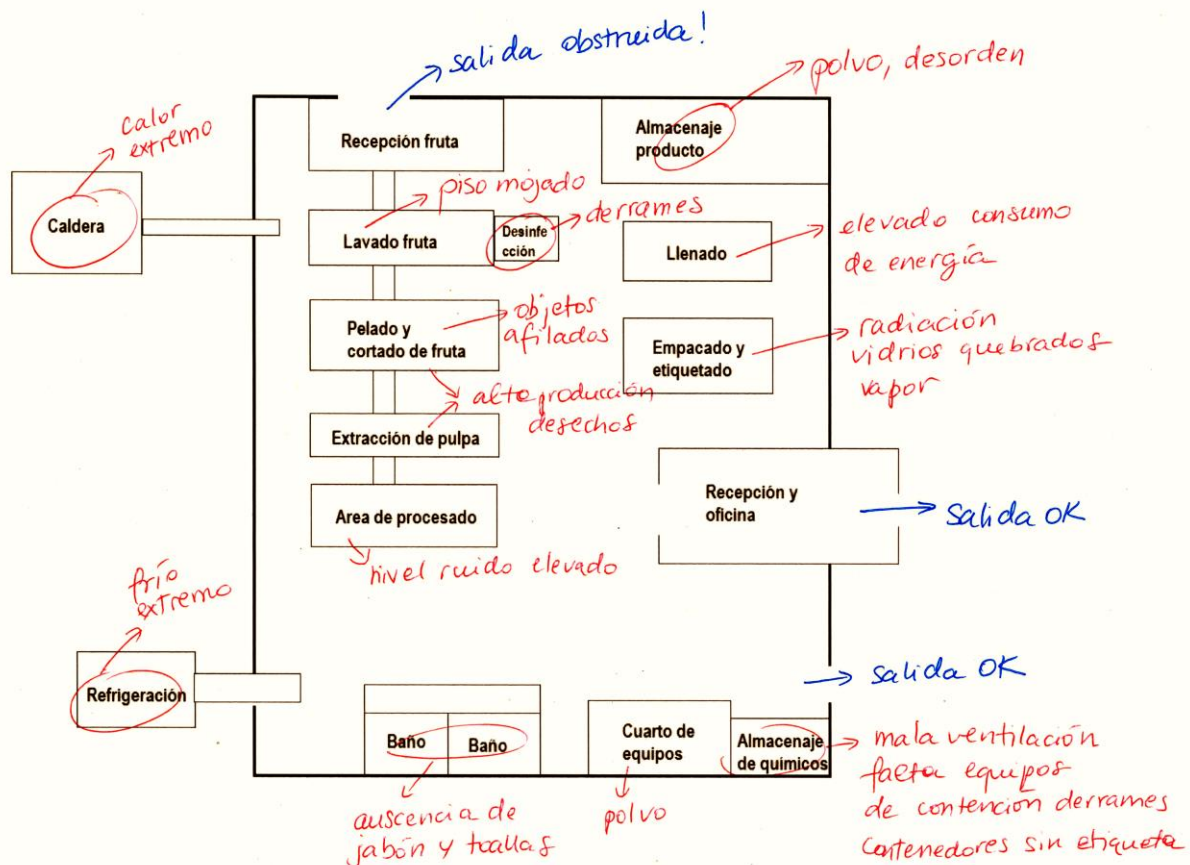 salida obstruida!
polvo, desorden
calor
extremo
Recepción fruta
Almacenaje
producto
Caldera
piso mojado
derrames
Lavado fruta
Desinfe
cción
Llenado
elevado consumo
de energía
Pelado y
cortado de fruta
objetos
afilados
Empacado y
etiquetado
radiación
vidrios quebrados
vapor
alta producción
desechos
Extracción de pulpa
Area de procesado
Recepción y
oficina
salida OK
nivel ruido elevado
frío
extremo
Refrigeración
salida OK
Baño
Baño
Cuarto de
equipos
Almacenaje
de químicos
mala ventilación
falta equipos
de contención derrames
contenedores sin etiqueta
auscencia de
jabón y toallas
polvo